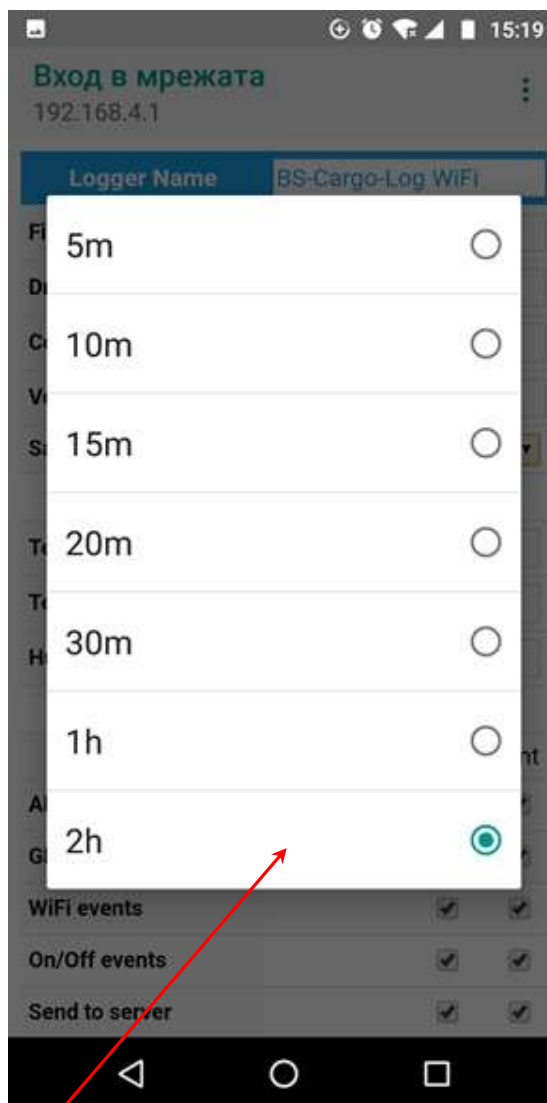 15:19
Вход в мрежата
192.168.4.1
Logger Name BS-Cargo-Log WiFi
5m
10m
15m
20m
30m
1h
2h
WiFi events
On/Off events
Send to server